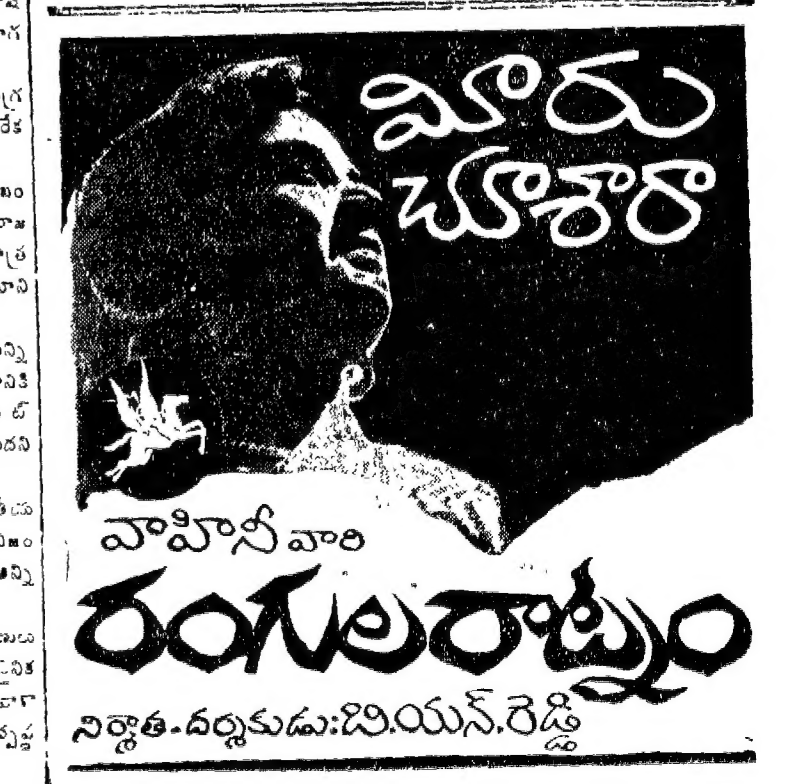 మీరు
చూశారా
వాహినీ వారి
రంగులరాట్నం
నిర్మాత-దర్శకుడు: బి.యన్.రెడ్డి